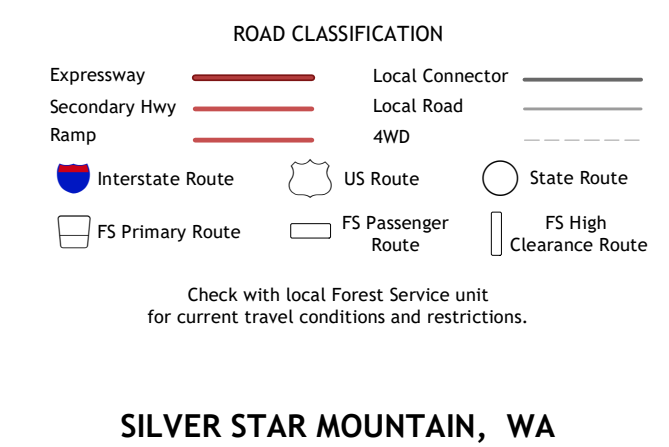 ROAD CLASSIFICATION
Expressway
Local Connector
Secondary Hwy
Local Road
Ramp
4WD
Interstate Route
US Route
State Route
FS Primary Route
FS Passenger
Route
FS High
Clearance Route
Check with local Forest Service unit
for current travel conditions and restrictions.
SILVER STAR MOUNTAIN, WA